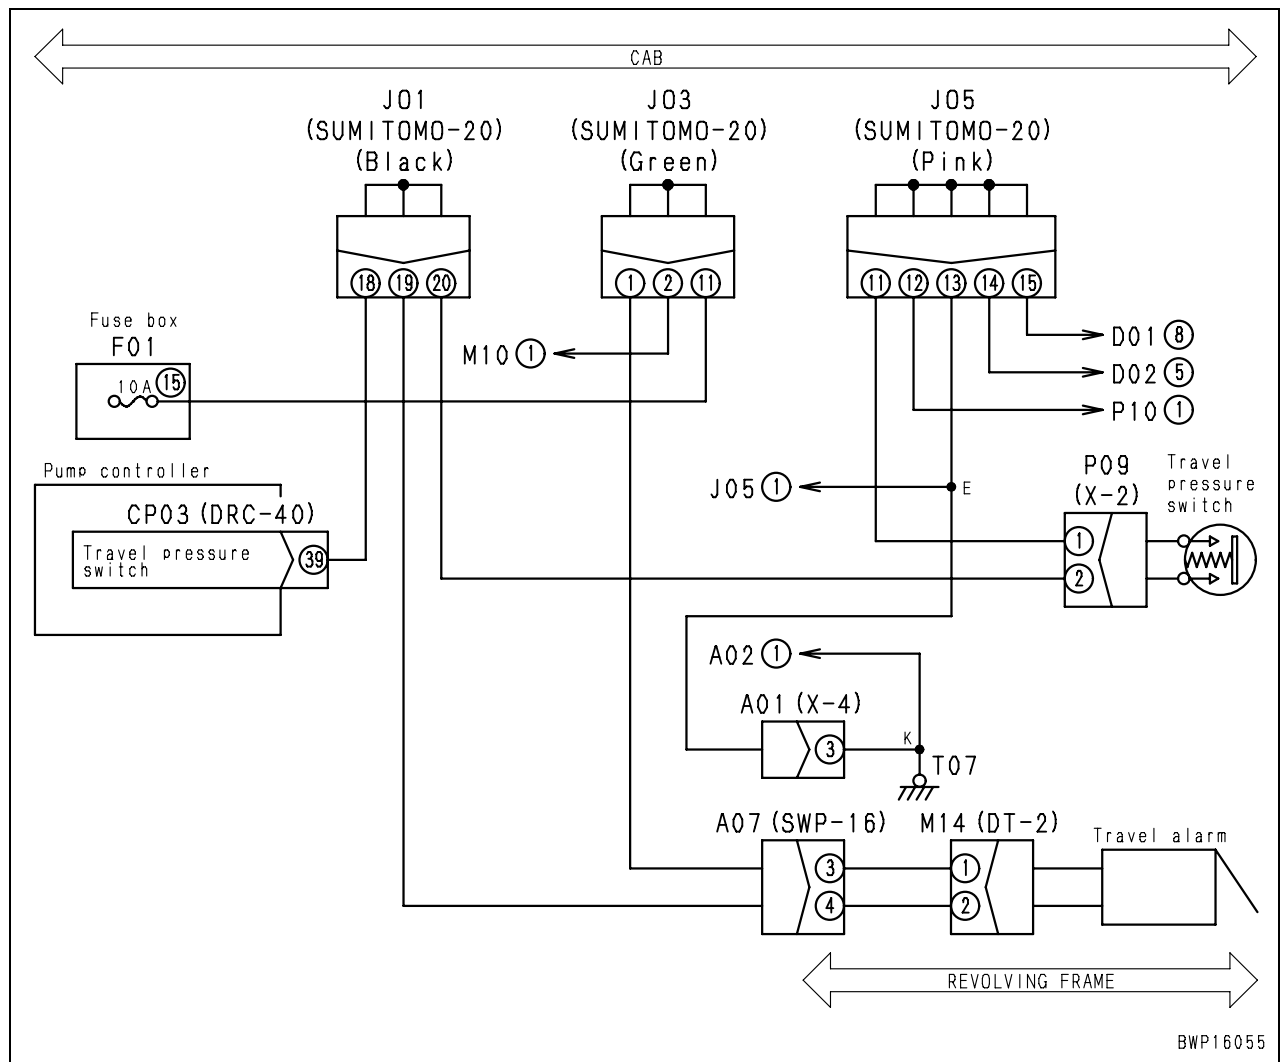 CAB
J01
(SUMITOMO-20)
(Black)
J03
(SUMITOMO-20)
(Green)
J05
(SUMITOMO-20)
(Pink)
18 19 20
1 2 11
11 12 13 14 15
Fuse box
F01
10A 15
M10 1
D01 8
D02 5
P10 1
Pump controller
CP03 (DRC-40)
Travel pressure
switch
39
J05 1
E
P09
(X-2)
1
2
Travel
pressure
switch
A02 1
A01 (X-4)
3
K
T07
A07 (SWP-16)
3
4
M14 (DT-2)
1
2
Travel alarm
REVOLVING FRAME
BWP16055